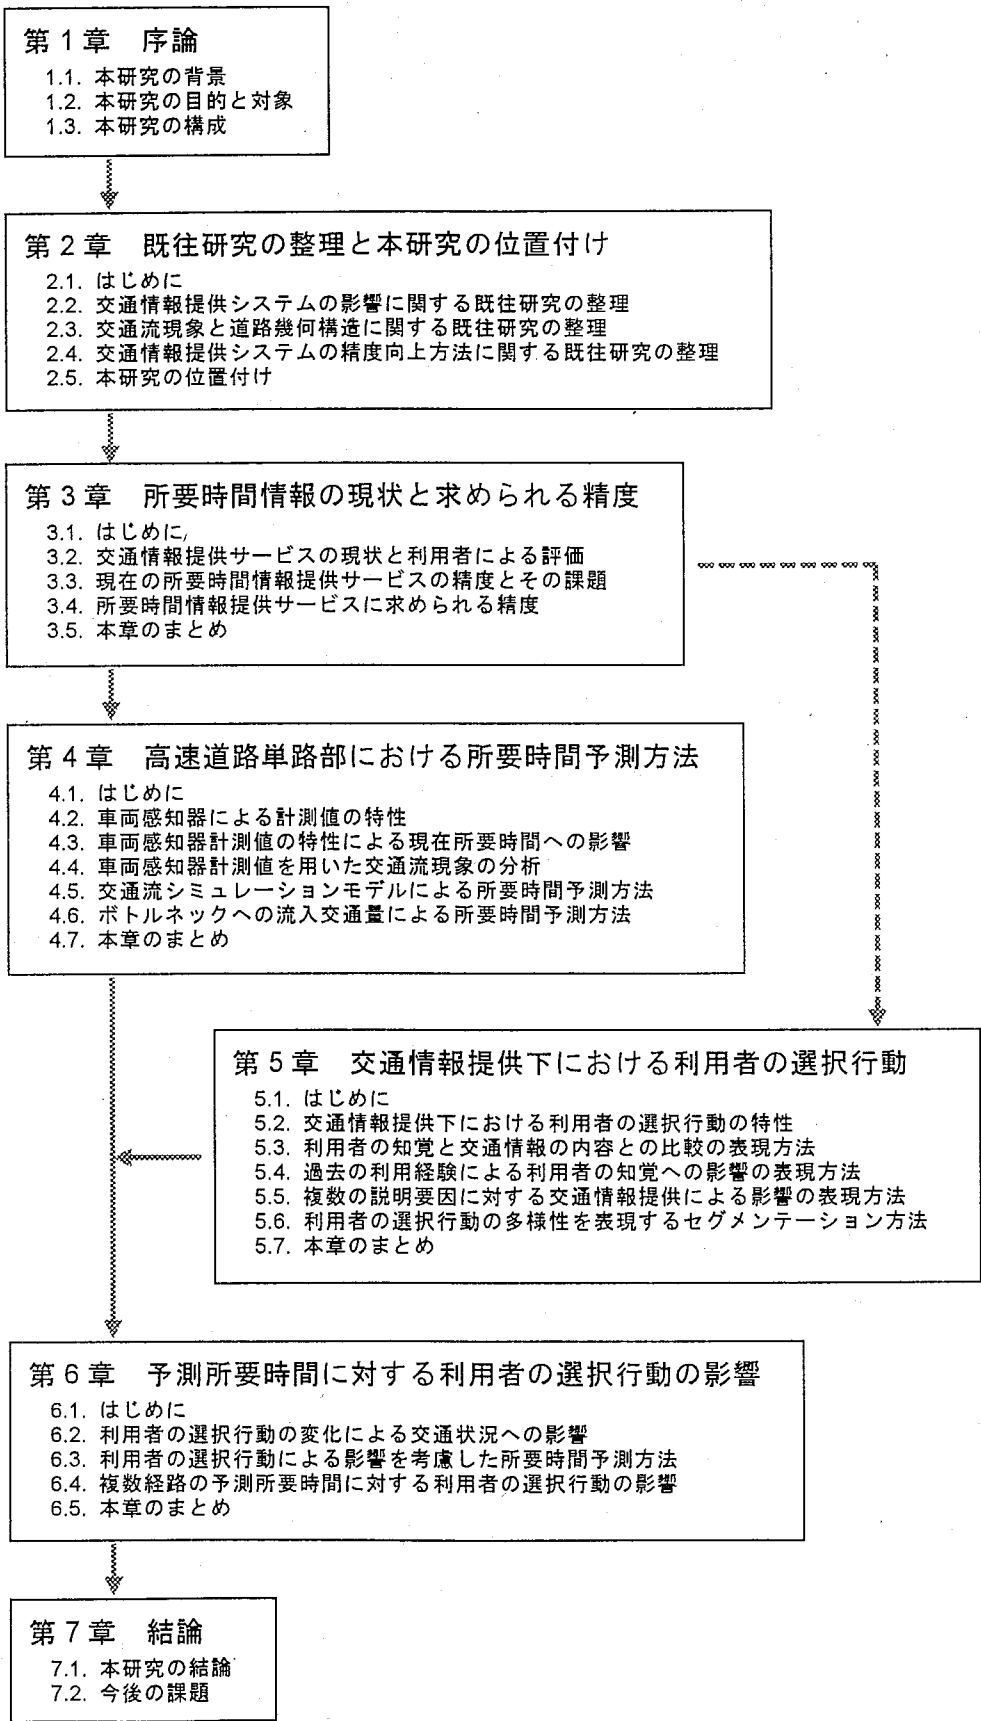 第1章 序論
1.1. 本研究の背景
1.2. 本研究の目的と対象
1.3. 本研究の構成
第2章 既往研究の整理と本研究の位置付け
2.1. はじめに
2.2. 交通情報提供システムの影響に関する既往研究の整理
2.3. 交通流現象と道路幾何構造に関する既往研究の整理
2.4. 交通情報提供システムの精度向上方法に関する既往研究の整理
2.5. 本研究の位置付け
第3章 所要時間情報の現状と求められる精度
3.1. はじめに
3.2. 交通情報提供サービスの現状と利用者による評価
3.3. 現在の所要時間情報提供サービスの精度とその課題
3.4. 所要時間情報提供サービスに求められる精度
3.5. 本章のまとめ
第4章 高速道路単路部における所要時間予測方法
4.1. はじめに
4.2. 車両感知器による計測値の特性
4.3. 車両感知器計測値の特性による現在所要時間への影響
4.4. 車両感知器計測値を用いた交通流現象の分析
4.5. 交通流シミュレーションモデルによる所要時間予測方法
4.6. ボトルネックへの流入交通量による所要時間予測方法
4.7. 本章のまとめ
第5章 交通情報提供下における利用者の選択行動
5.1. はじめに
5.2. 交通情報提供下における利用者の選択行動の特性
5.3. 利用者の知覚と交通情報の内容との比較の表現方法
5.4. 過去の利用経験による利用者の知覚への影響の表現方法
5.5. 複数の説明要因に対する交通情報提供による影響の表現方法
5.6. 利用者の選択行動の多様性を表現するセグメンテーション方法
5.7. 本章のまとめ
第6章 予測所要時間に対する利用者の選択行動の影響
6.1. はじめに
6.2. 利用者の選択行動の変化による交通状況への影響
6.3. 利用者の選択行動による影響を考慮した所要時間予測方法
6.4. 複数経路の予測所要時間に対する利用者の選択行動の影響
6.5. 本章のまとめ
第7章 結論
7.1. 本研究の結論
7.2. 今後の課題